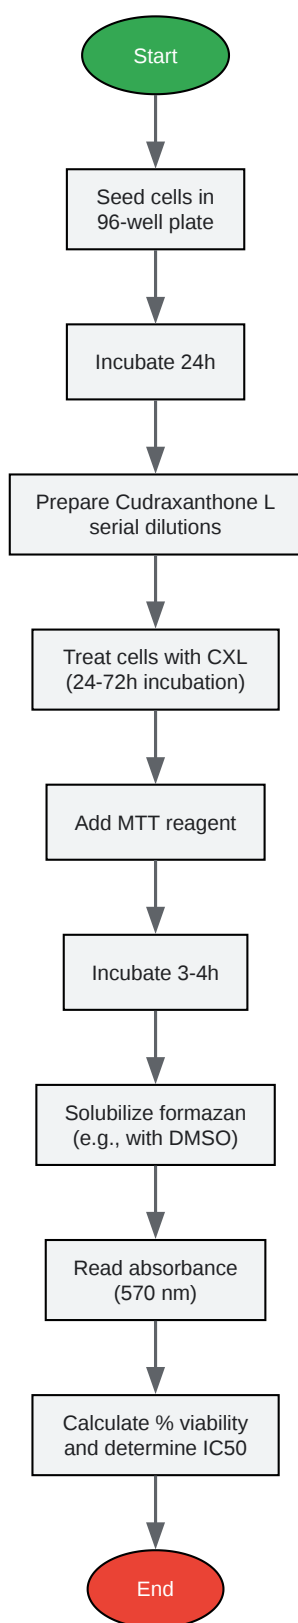 Start
Seed cells in
96-well plate
Incubate 24h
Prepare Cudraxanthone L
serial dilutions
Treat cells with CXL
(24-72h incubation)
Add MTT reagent
Incubate 3-4h
Solubilize formazan
(e.g., with DMSO)
Read absorbance
(570 nm)
Calculate % viability
and determine IC50
End